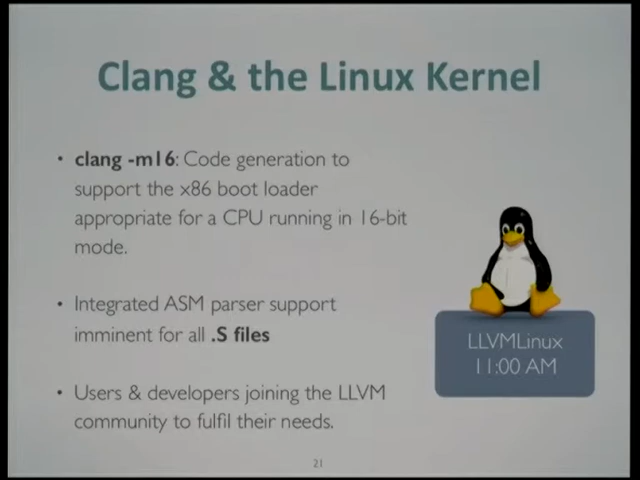 Clang & the Linux Kernel
• clang -m16: Code generation to
support the x86 boot loader
appropriate for a CPU running in 16-bit
mode.
• Integrated ASM parser support
imminent for all .S files
• Users & developers joining the LLVM
community to fulfil their needs.
LLVMLinux
11:00 AM
21